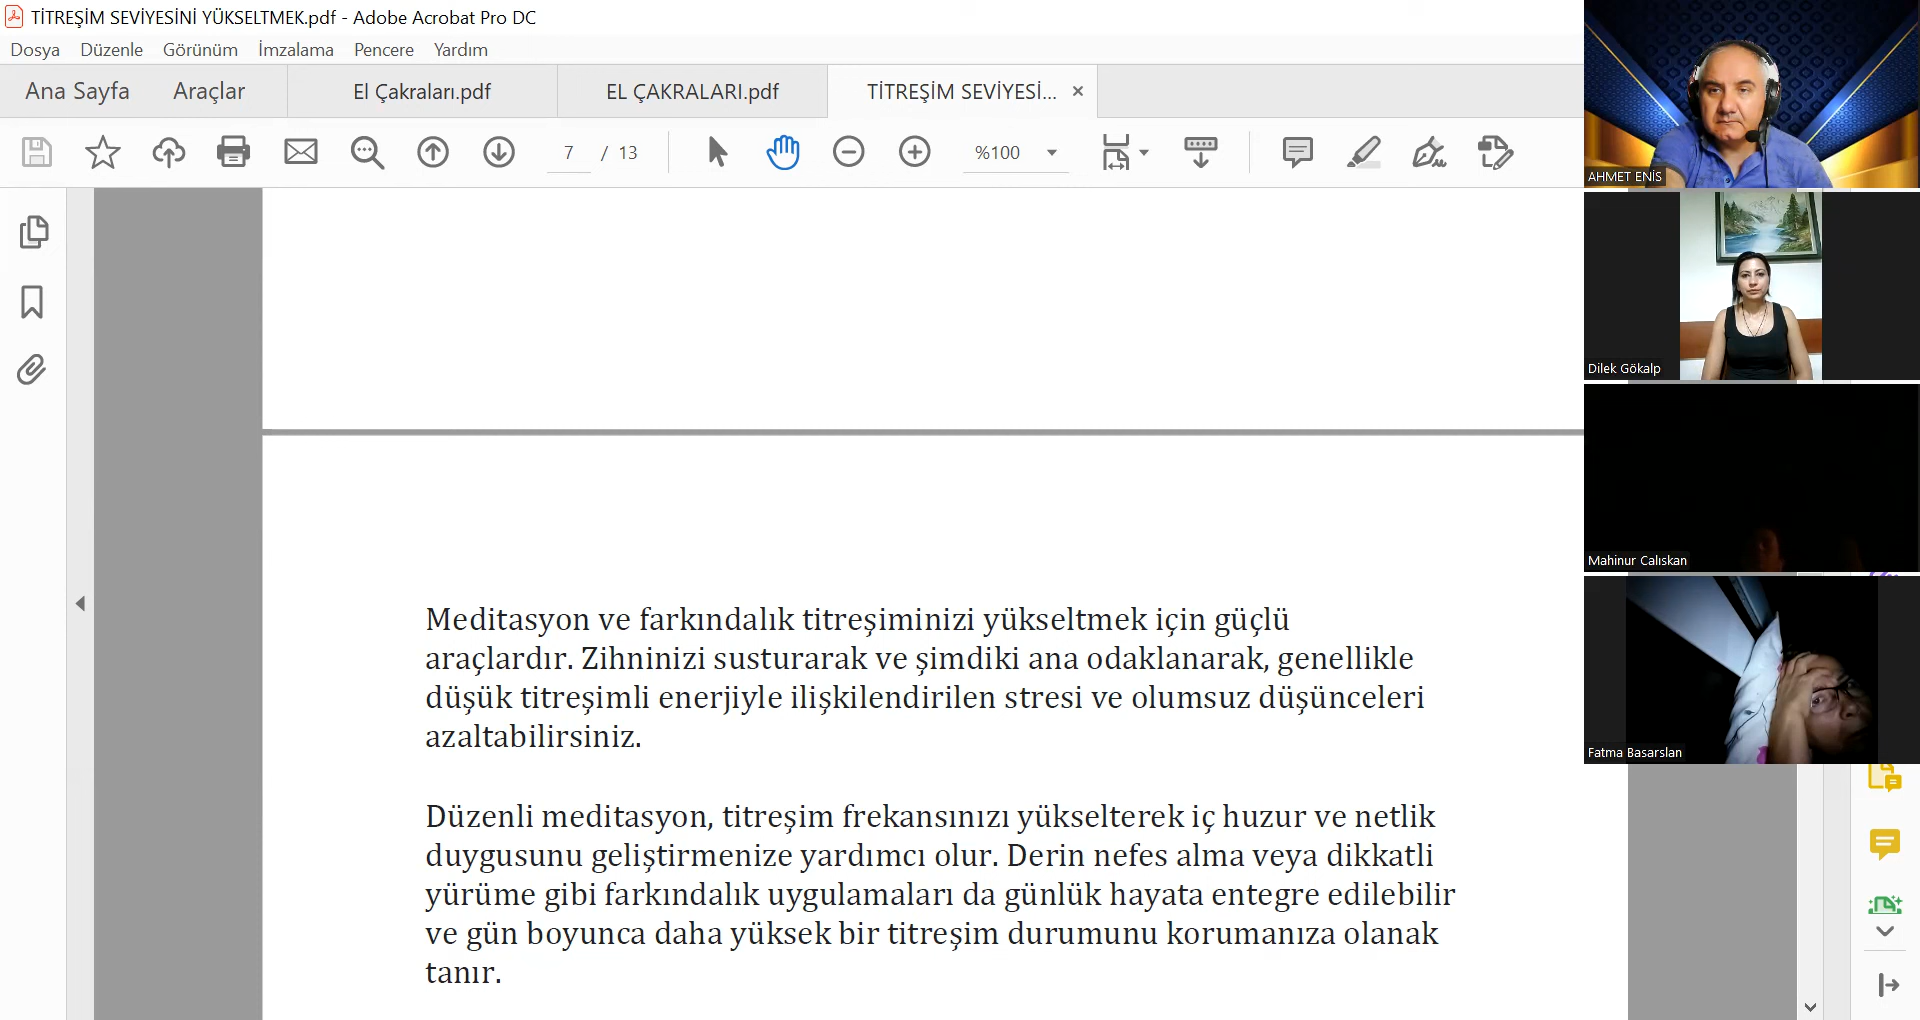 TİTREŞİM SEVİYESİNİ YÜKSELTMEK.pdf - Adobe Acrobat Pro DC
Dosya Düzenle Görünüm İmzalama Pencere Yardım
Ana Sayfa Araçlar El Çakraları.pdf EL ÇAKRALARI.pdf TİTREŞİM SEVİYESİ... ×
7 / 13 %100
AHMET ENİS
Dilek Gökalp
Mahinur Calıskan
Fatma Basarslan
Meditasyon ve farkındalık titreşiminizi yükseltmek için güçlü
araçlardır. Zihninizi susturarak ve şimdiki ana odaklanarak, genellikle
düşük titreşimli enerjiyle ilişkilendirilen stresi ve olumsuz düşünceleri
azaltabilirsiniz.
Düzenli meditasyon, titreşim frekansınızı yükselterek iç huzur ve netlik
duygusunu geliştirmenize yardımcı olur. Derin nefes alma veya dikkatli
yürüme gibi farkındalık uygulamaları da günlük hayata entegre edilebilir
ve gün boyunca daha yüksek bir titreşim durumunu korumanıza olanak
tanır.